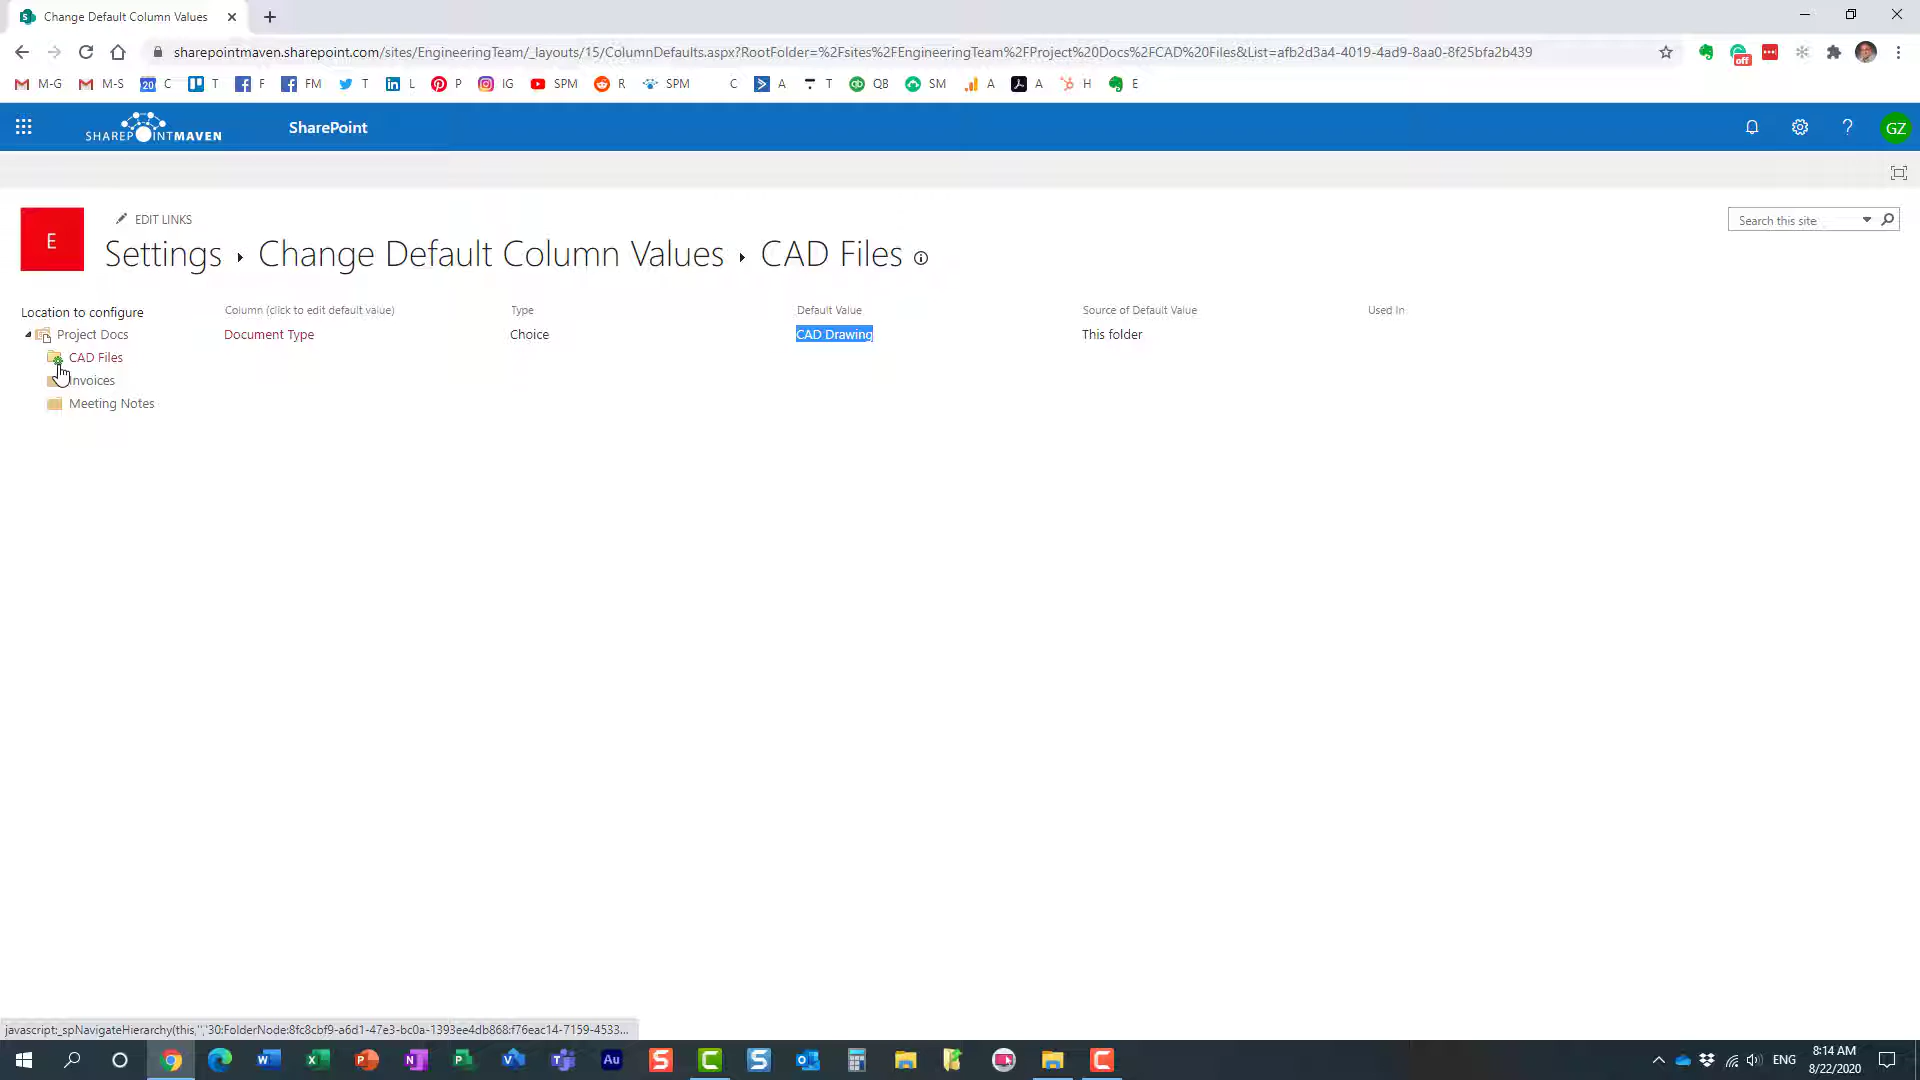 Change Default Column Values
sharepointmaven.sharepoint.com/sites/EngineeringTeam/_layouts/15/ColumnDefaults.aspx?RootFolder=%2Fsites%2FEngineeringTeam%2FProject%20Docs%2FCAD%20Files&List=afb2d3a4-4019-4ad9-8aa0-8f25bfa2b439
off
M-G M-S 20 C T F FM T L P IG SPM R SPM C A T QB SM A A H E
SHAREPOINTMAVEN SharePoint ? GZ
E
EDIT LINKS
Search this site
Settings Change Default Column Values CAD Files
Location to configure
Column (click to edit default value) Type Default Value Source of Default Value Used In
Project Docs
Document Type Choice CAD Drawing This folder
CAD Files
Invoices
Meeting Notes
javascript:_spNavigateHierarchy(this,'','30:FolderNode:8fc8cbf9-a6d1-47e3-bc0a-1393ee4db868:f76eac14-7159-4533...
Au
ENG
8:14 AM
8/22/2020